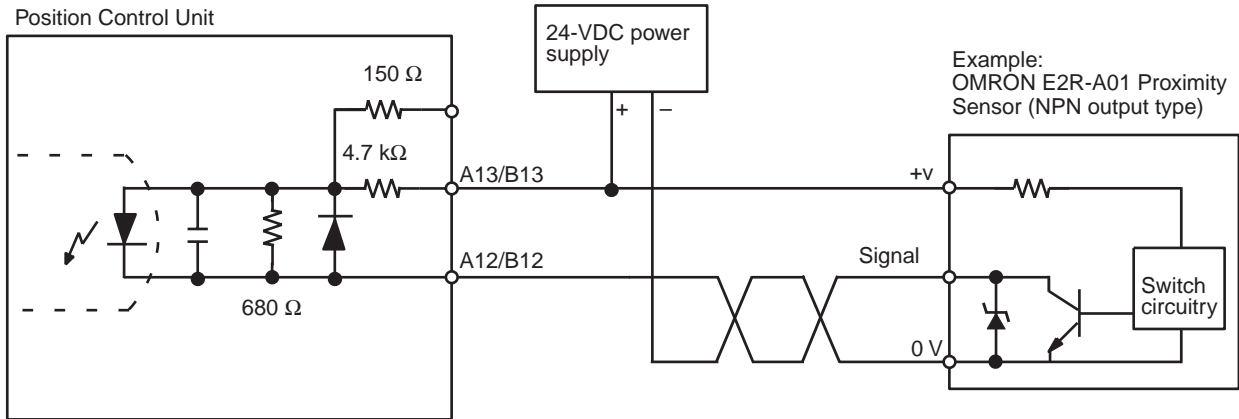 Position Control Unit
24-VDC power
supply
Example:
OMRON E2R-A01 Proximity
Sensor (NPN output type)
150 Ω
+
−
4.7 kΩ
A13/B13
+v
A12/B12
Signal
Switch
circuitry
680 Ω
0 V